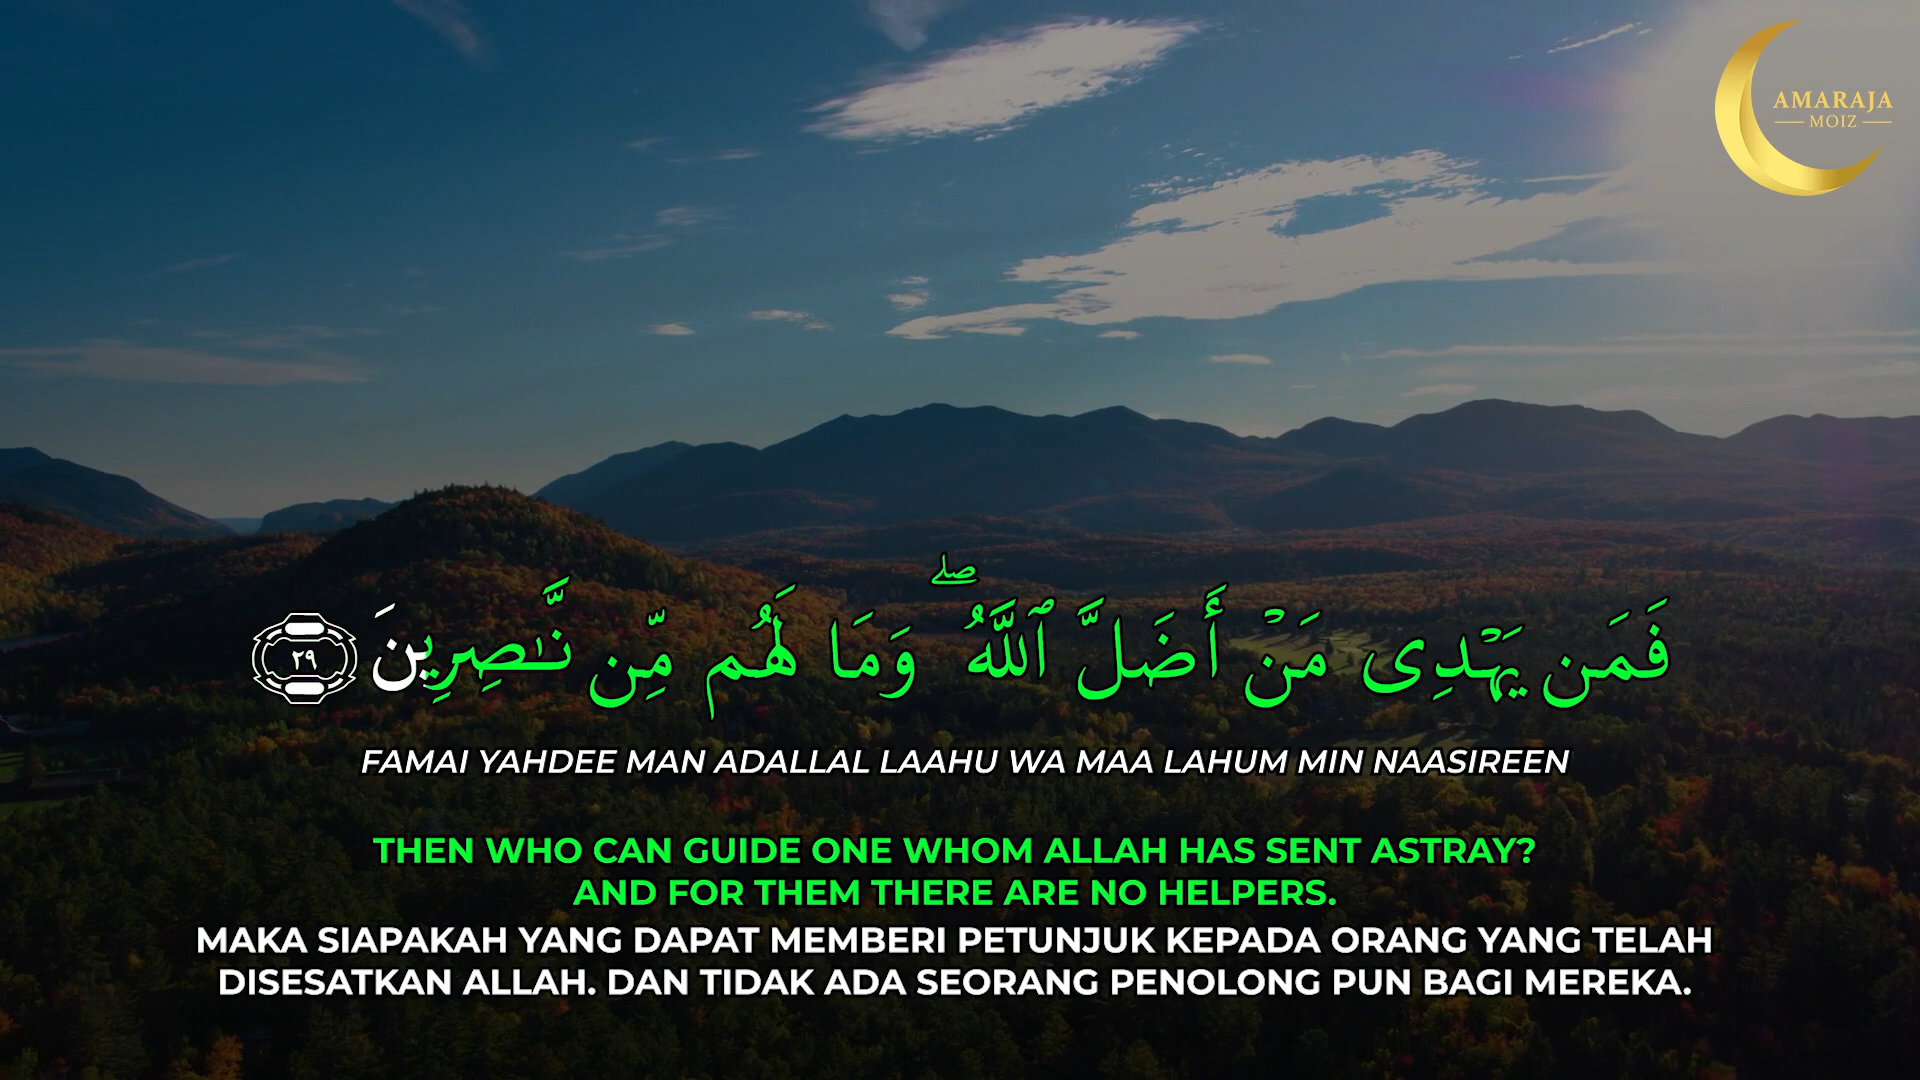 AMARAJA
MOIZ
فَمَن يَهْدِى مَنْ أَضَلَّ ٱللَّهُ ۖ وَمَا لَهُم مِّن نَّـٰصِرِينَ ٢٩
FAMAI YAHDEE MAN ADALLAL LAAHU WA MAA LAHUM MIN NAASIREEN
THEN WHO CAN GUIDE ONE WHOM ALLAH HAS SENT ASTRAY?
AND FOR THEM THERE ARE NO HELPERS.
MAKA SIAPAKAH YANG DAPAT MEMBERI PETUNJUK KEPADA ORANG YANG TELAH
DISESATKAN ALLAH. DAN TIDAK ADA SEORANG PENOLONG PUN BAGI MEREKA.